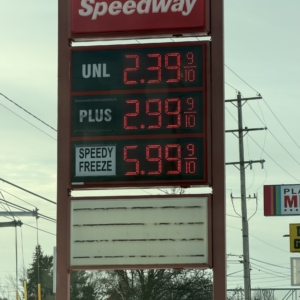 Speedway
UNL 2.39 9/10
PLUS 2.99 9/10
SPEEDY
FREEZE 5.99 9/10